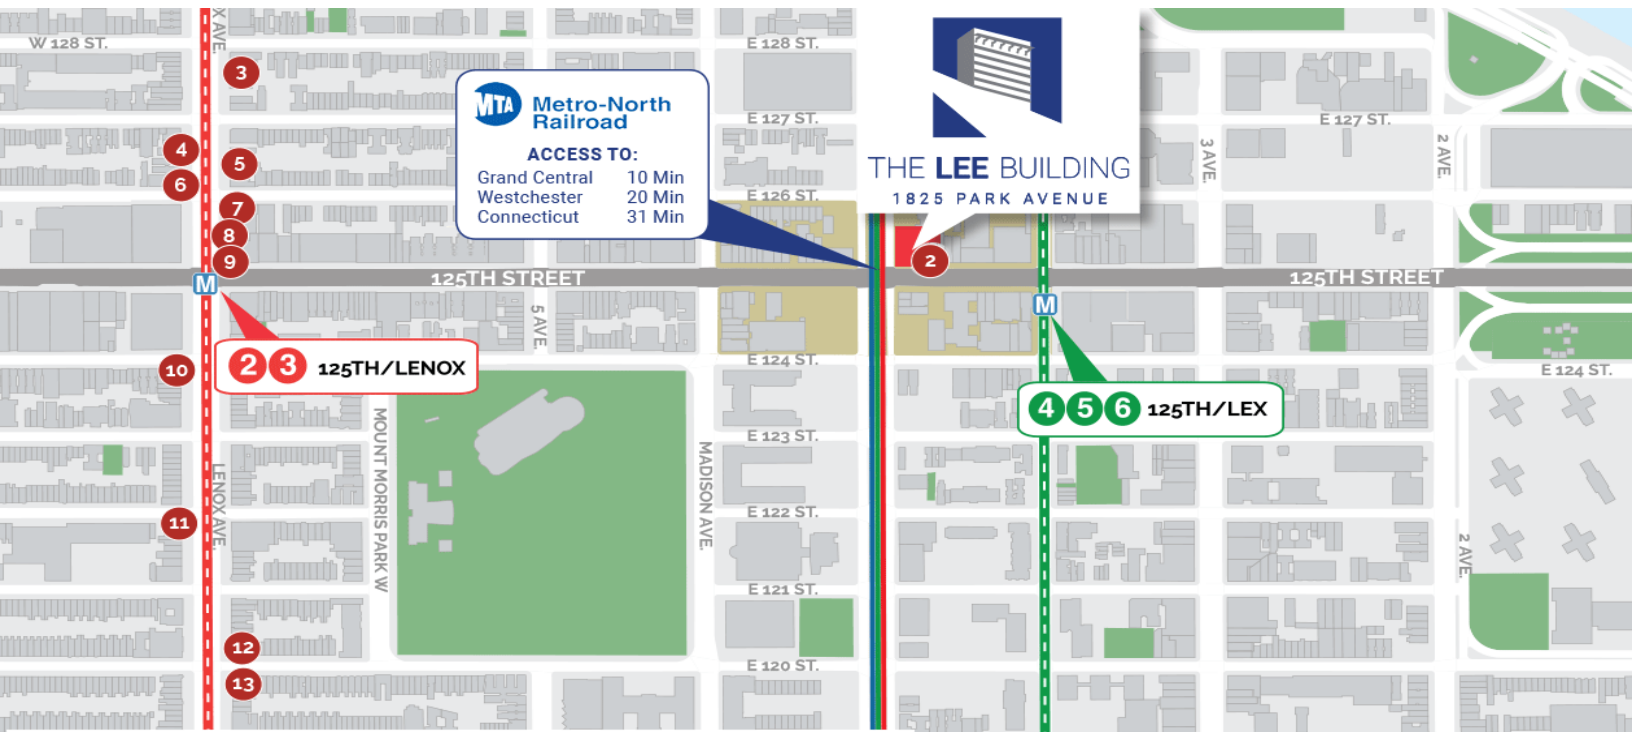 W 128 ST.
X AVE.
E 128 ST.
3
MTA
Metro-North
Railroad
ACCESS TO:
Grand Central 10 Min
Westchester 20 Min
Connecticut 31 Min
E 127 ST.
E 127 ST.
THE LEE BUILDING
1825 PARK AVENUE
3 AVE.
2 AVE.
4
5
6
E 126 ST.
7
8
9
2
125TH STREET
125TH STREET
M
M
5 AVE.
2 3 125TH/LENOX
E 124 ST.
E 124 ST.
10
4 5 6 125TH/LEX
MOUNT MORRIS PARK W
MADISON AVE.
E 123 ST.
LENOX AVE.
E 122 ST.
11
2 AVE.
E 121 ST.
12
E 120 ST.
13